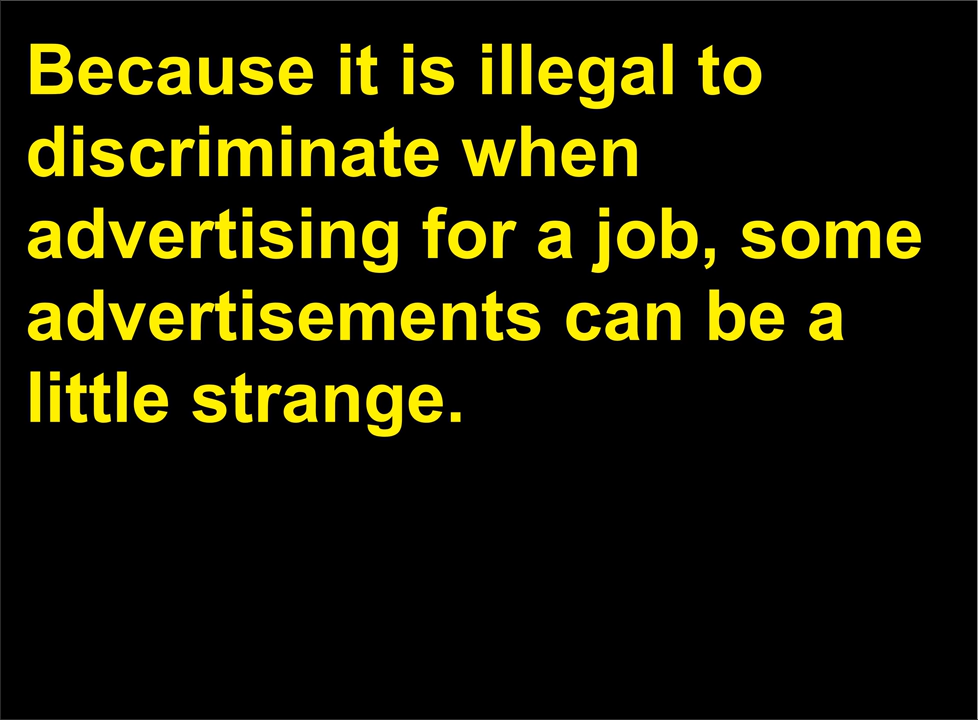 Because it is illegal to
discriminate when
advertising for a job, some
advertisements can be a
little strange.